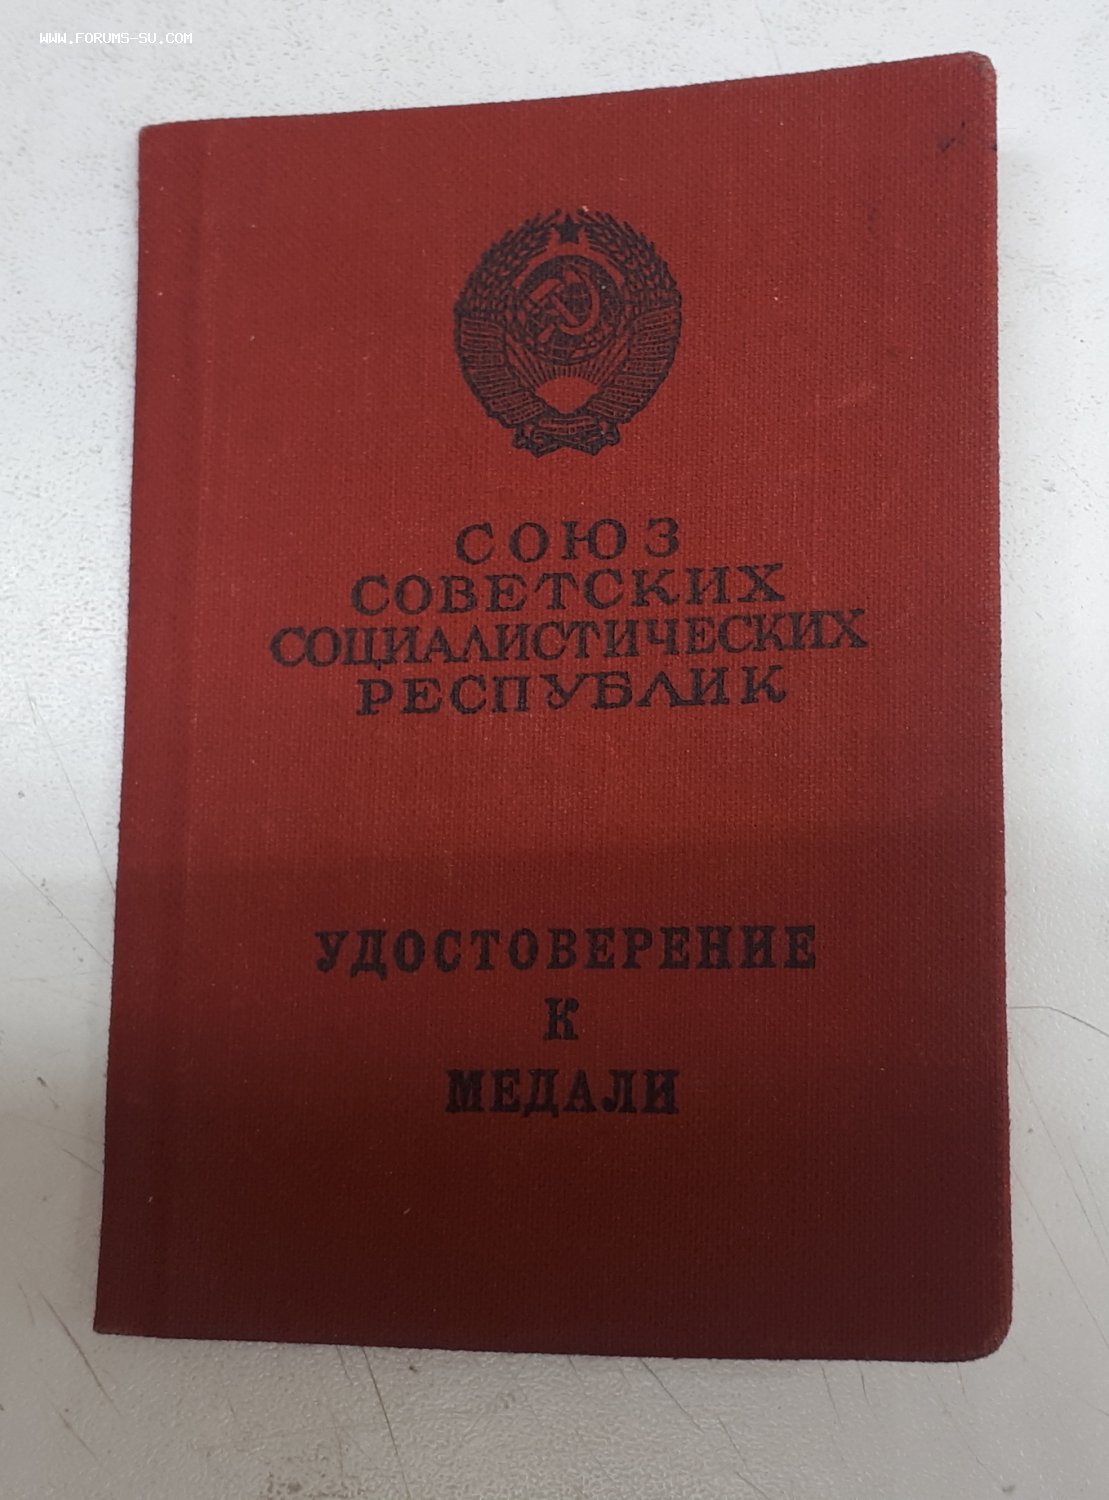 WWW.FORUMS-SU.COM
СОЮЗ
СОВЕТСКИХ
СОЦИАЛИСТИЧЕСКИХ
РЕСПУБЛИК
УДОСТОВЕРЕНИЕ
К
МЕДАЛИ